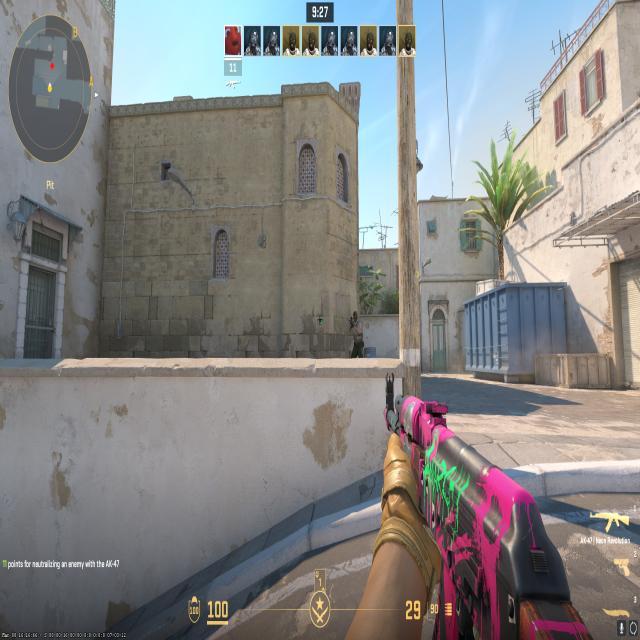 9:27
11
Pit
11 points for neutralizing an enemy with the AK-47
AK-47 | Neon Revolution
100
29
90